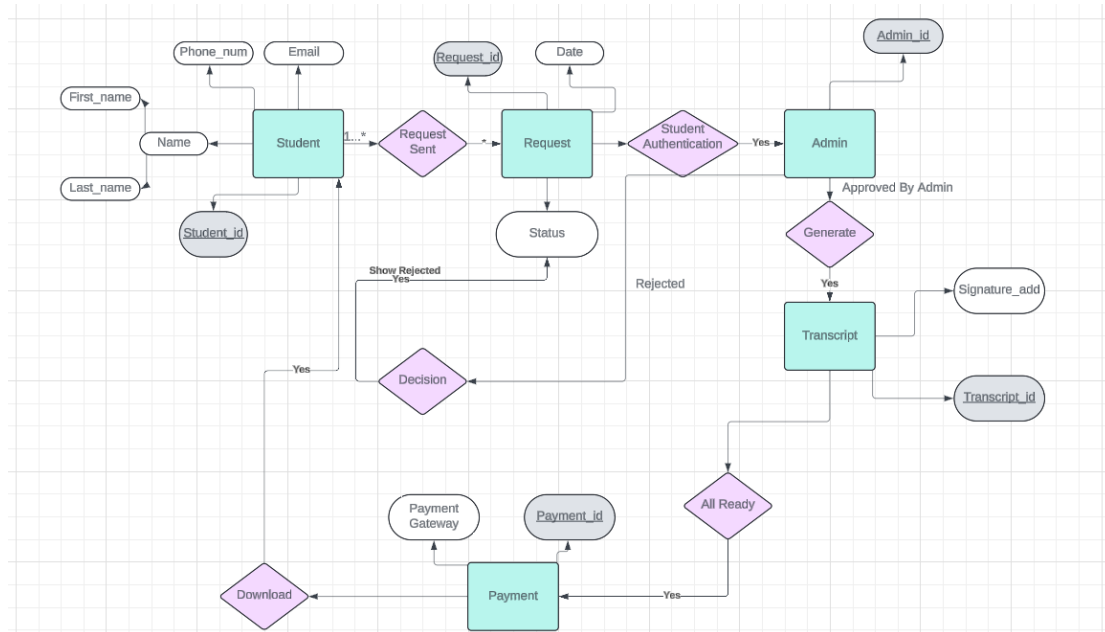 Phone_num
Email
First_name
Name
Last_name
Student
Student_id
1...*
Request
Sent
*
Request_id
Date
Request
Status
Student
Authentication
Yes
Admin_id
Admin
Approved By Admin
Generate
Yes
Transcript
Signature_add
Transcript_id
Rejected
Show Rejected
Yes
Decision
Yes
All Ready
Yes
Payment
Gateway
Payment_id
Payment
Download